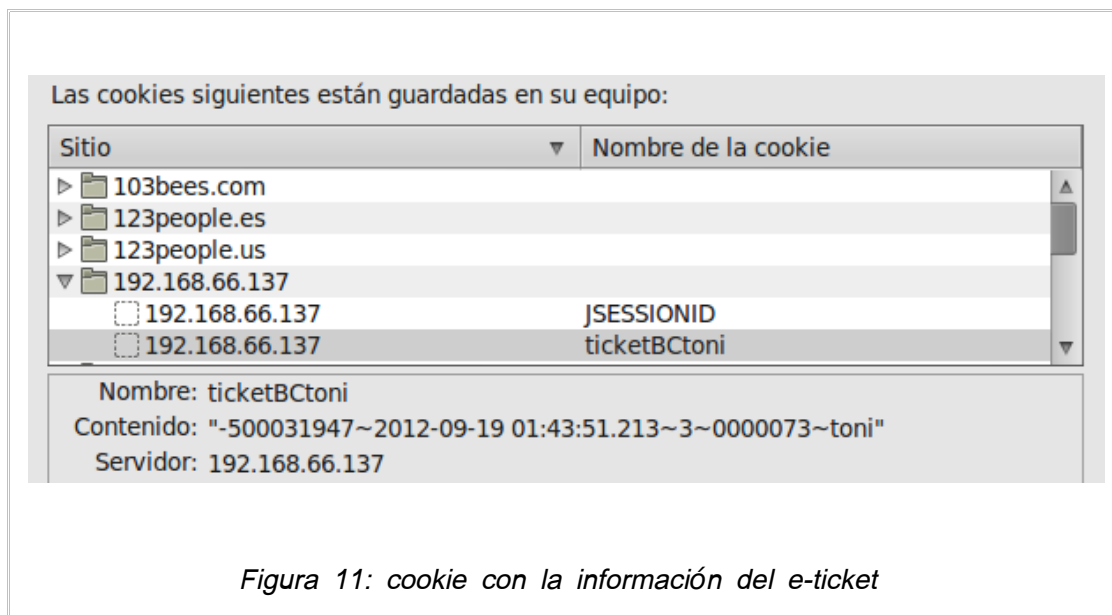 Las cookies siguientes están guardadas en su equipo:
Sitio Nombre de la cookie
103bees.com
123people.es
123people.us
192.168.66.137
192.168.66.137 JSESSIONID
192.168.66.137 ticketBCtoni
Nombre: ticketBCtoni
Contenido: "-500031947~2012-09-19 01:43:51.213~3~0000073~toni"
Servidor: 192.168.66.137
Figura 11: cookie con la información del e-ticket